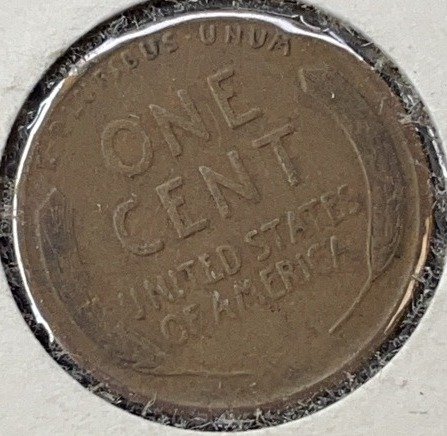 E·PLURIBUS·UNUM
ONE
CENT
UNITED STATES
OF AMERICA